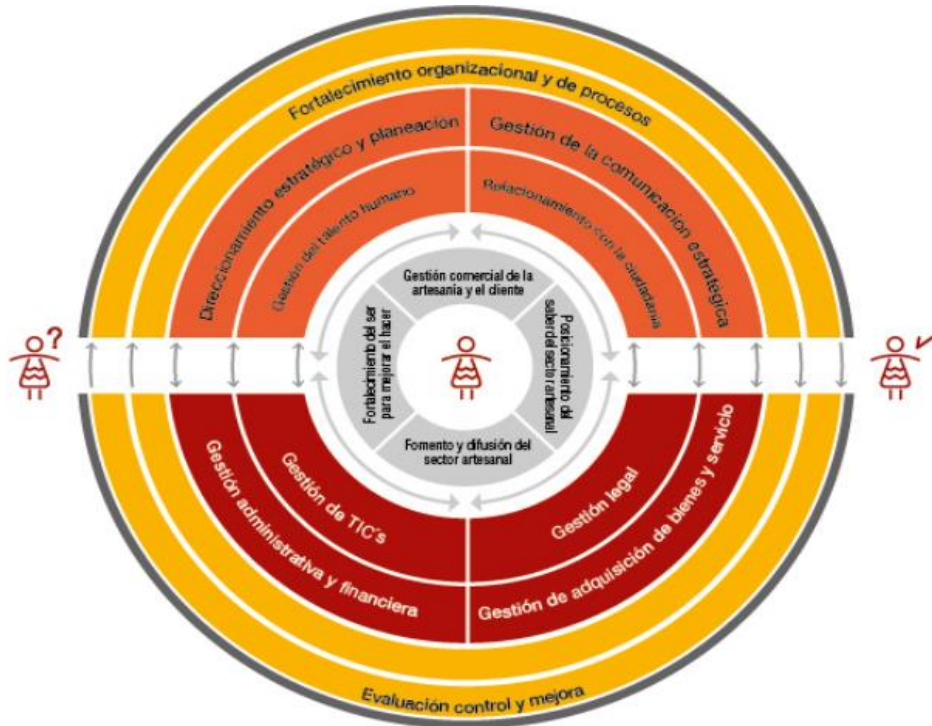 Fortalecimiento organizacional y de procesos
Direccionamiento estratégico y planeación
Gestión de la comunicacion estrategica
Gestión del talento humano
Relacionamiento con la ciudadania
Gestión comercial de la
artesanía y el cliente
Fortalecimiento del ser
para mejorar el hacer
Posicionamiento del
saber del sector artesanal
?
Fomento y difusión del
sector artesanal
Gestión de TIC´s
Gestión legal
Gestión administrativa y financiera
Gestión de adquisición de bienes y servicio
Evaluación control y mejora